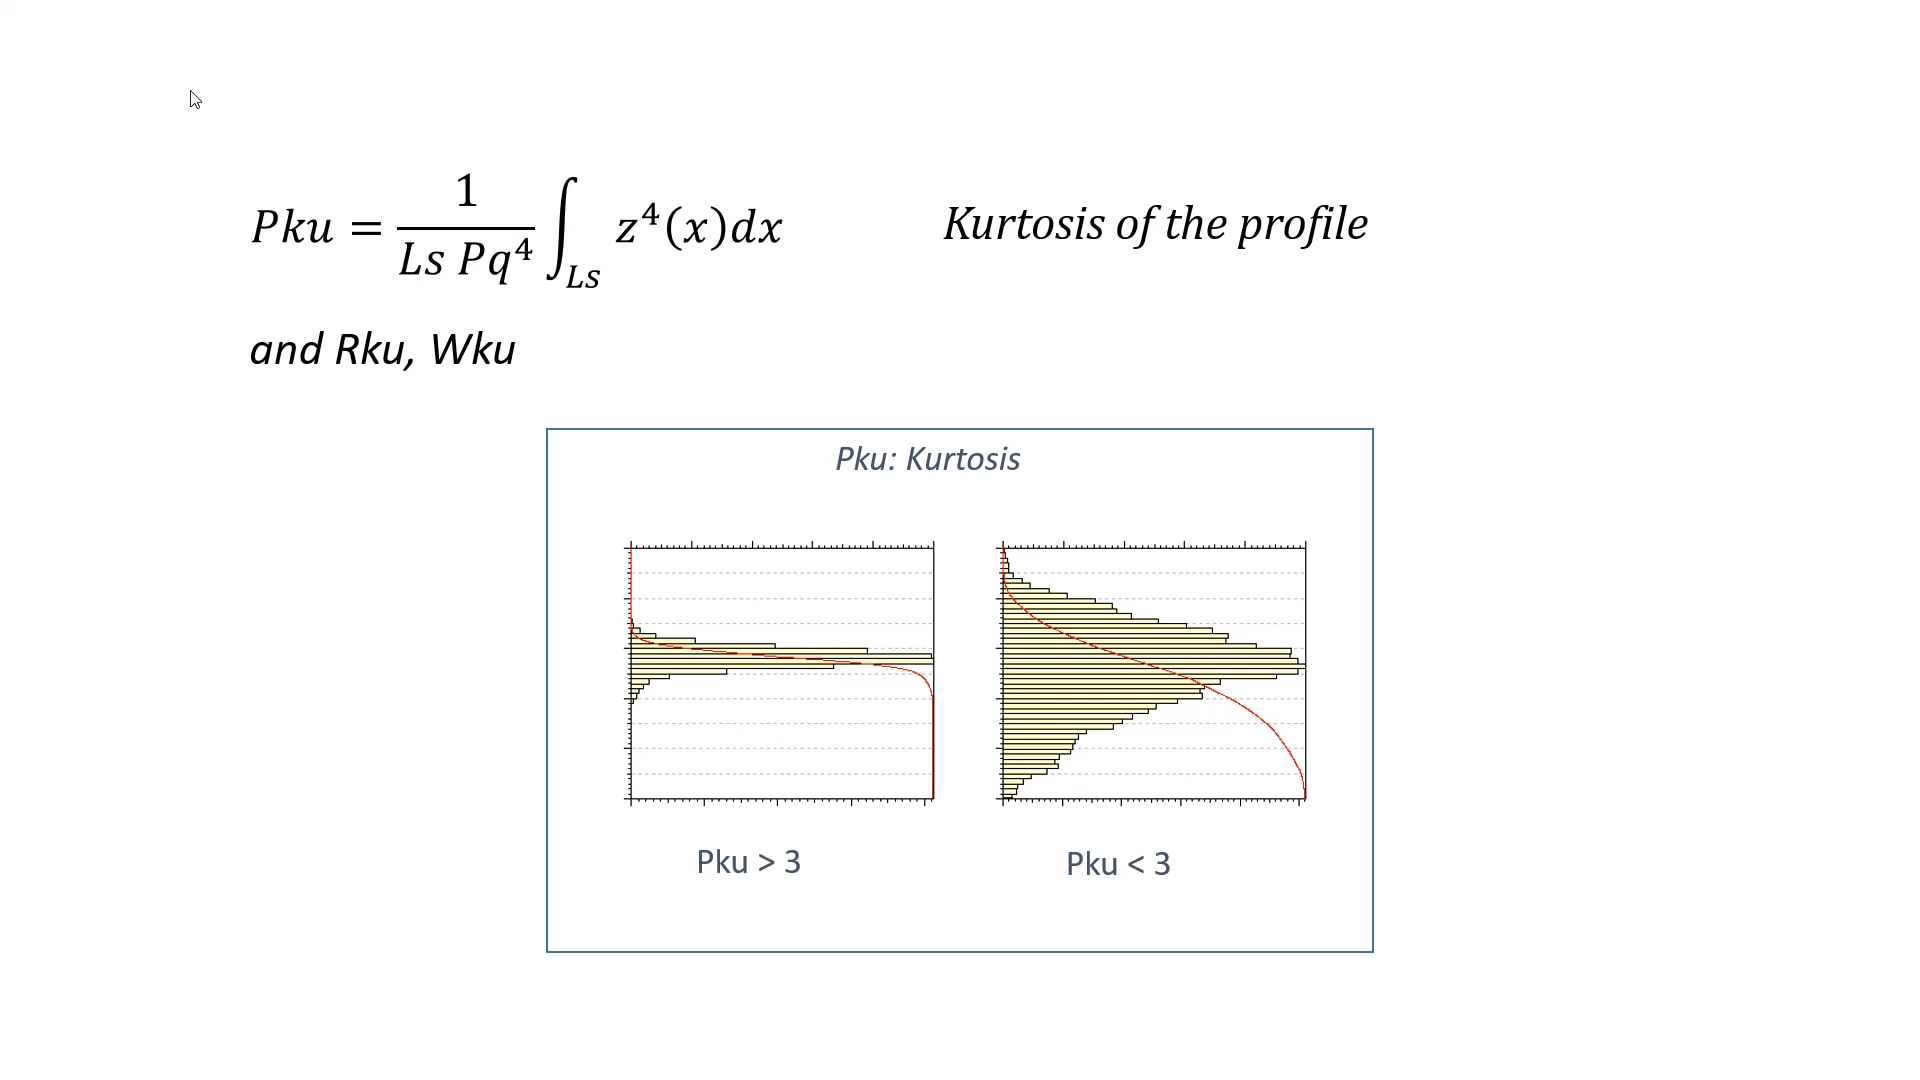 Pku = 1 / (Ls Pq⁴) ∫_Ls z⁴(x)dx
Kurtosis of the profile
and Rku, Wku
Pku: Kurtosis
Pku > 3
Pku < 3